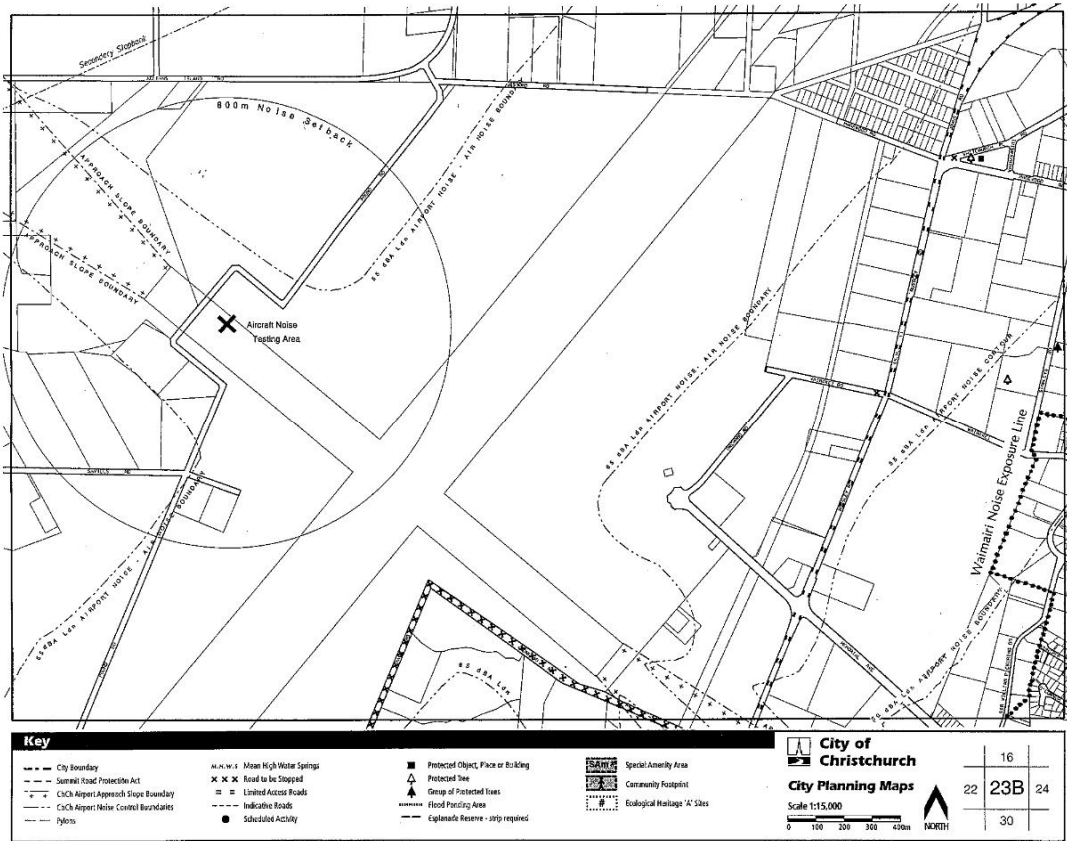 Secondary Stopbank
800m Noise Setback
65 dBA Ldn AIRPORT NOISE - AIR NOISE BOUNDARY
APPROACH SLOPE BOUNDARY
APPROACH SLOPE BOUNDARY
Aircraft Noise
Testing Area
65 dBA Ldn AIRPORT NOISE - AIR NOISE BOUNDARY
Waimairi Noise Exposure Line
65 dBA Ldn AIRPORT NOISE - AIR NOISE BOUNDARY
65 dBA Ldn
Key
City Boundary
Summit Road Protection Act
ChCh Airport Approach Slope Boundary
ChCh Airport Noise Control Boundaries
Pylons
M.H.W.S Mean High Water Springs
Road to be Stopped
Limited Access Roads
Indicative Roads
Scheduled Activity
Protected Object, Place or Building
Protected Tree
Group of Protected Trees
Flood Ponding Area
Esplanade Reserve - strip required
SAm Special Amenity Area
Community Footprint
# Ecological Heritage 'A' Sites
City of
Christchurch
City Planning Maps
Scale 1:15,000
0 100 200 300 400m
NORTH
16
22 23B 24
30